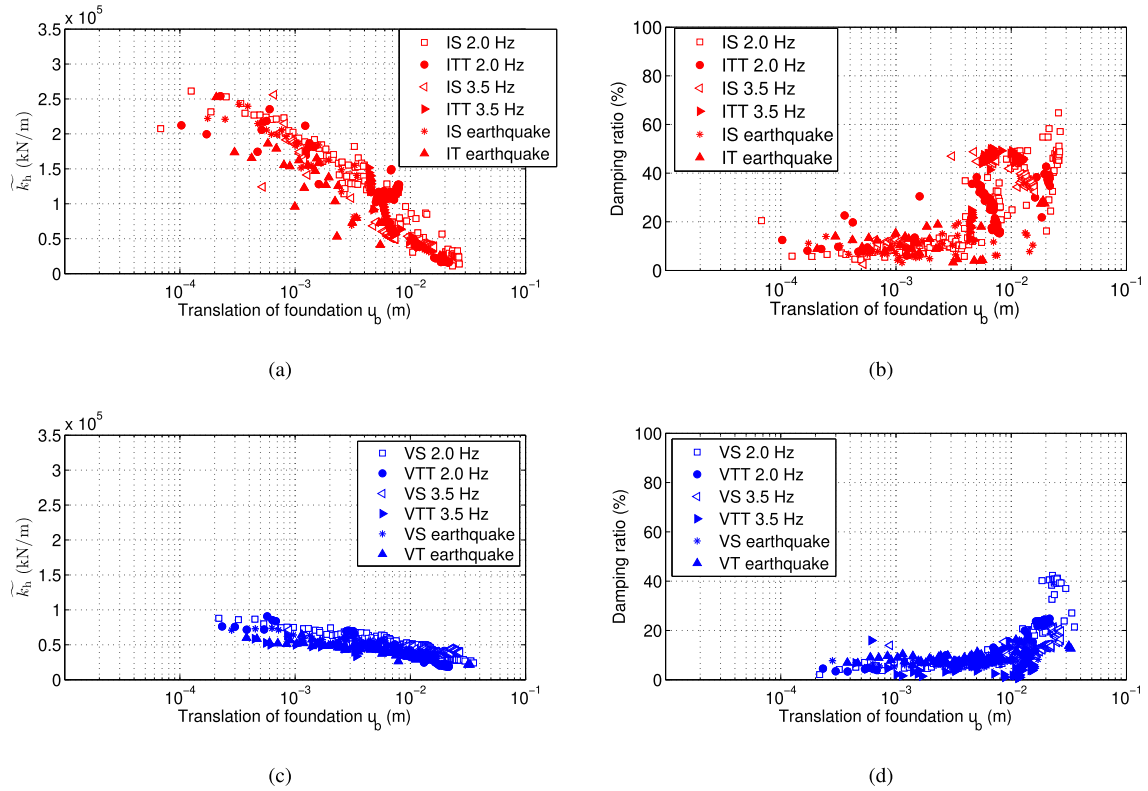 x 10⁵
3.5
3
2.5
2
1.5
1
0.5
0
k̃ₕ (kN/m)
10⁻⁴
10⁻³
10⁻²
10⁻¹
Translation of foundation u_b (m)
IS 2.0 Hz
ITT 2.0 Hz
IS 3.5 Hz
ITT 3.5 Hz
IS earthquake
IT earthquake
(a)
100
80
60
40
20
0
Damping ratio (%)
10⁻⁴
10⁻³
10⁻²
10⁻¹
Translation of foundation u_b (m)
IS 2.0 Hz
ITT 2.0 Hz
IS 3.5 Hz
ITT 3.5 Hz
IS earthquake
IT earthquake
(b)
x 10⁵
3.5
3
2.5
2
1.5
1
0.5
0
k̃ₕ (kN/m)
10⁻⁴
10⁻³
10⁻²
10⁻¹
Translation of foundation u_b (m)
VS 2.0 Hz
VTT 2.0 Hz
VS 3.5 Hz
VTT 3.5 Hz
VS earthquake
VT earthquake
(c)
100
80
60
40
20
0
Damping ratio (%)
10⁻⁴
10⁻³
10⁻²
10⁻¹
Translation of foundation u_b (m)
VS 2.0 Hz
VTT 2.0 Hz
VS 3.5 Hz
VTT 3.5 Hz
VS earthquake
VT earthquake
(d)